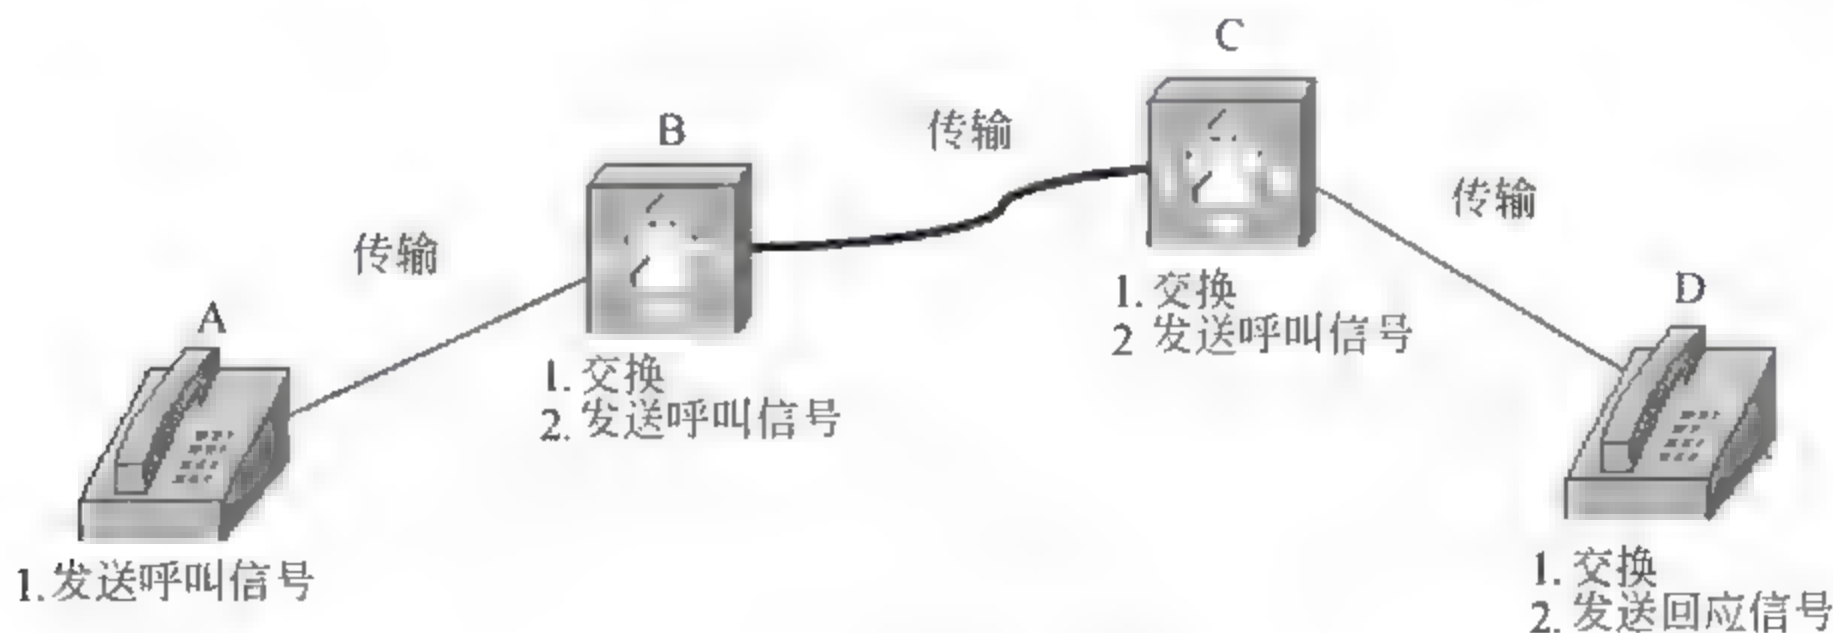 C
B
传输
传输
传输
A
D
1. 交换
2 发送呼叫信号
1. 交换
2. 发送呼叫信号
1. 发送呼叫信号
1. 交换
2. 发送回应信号